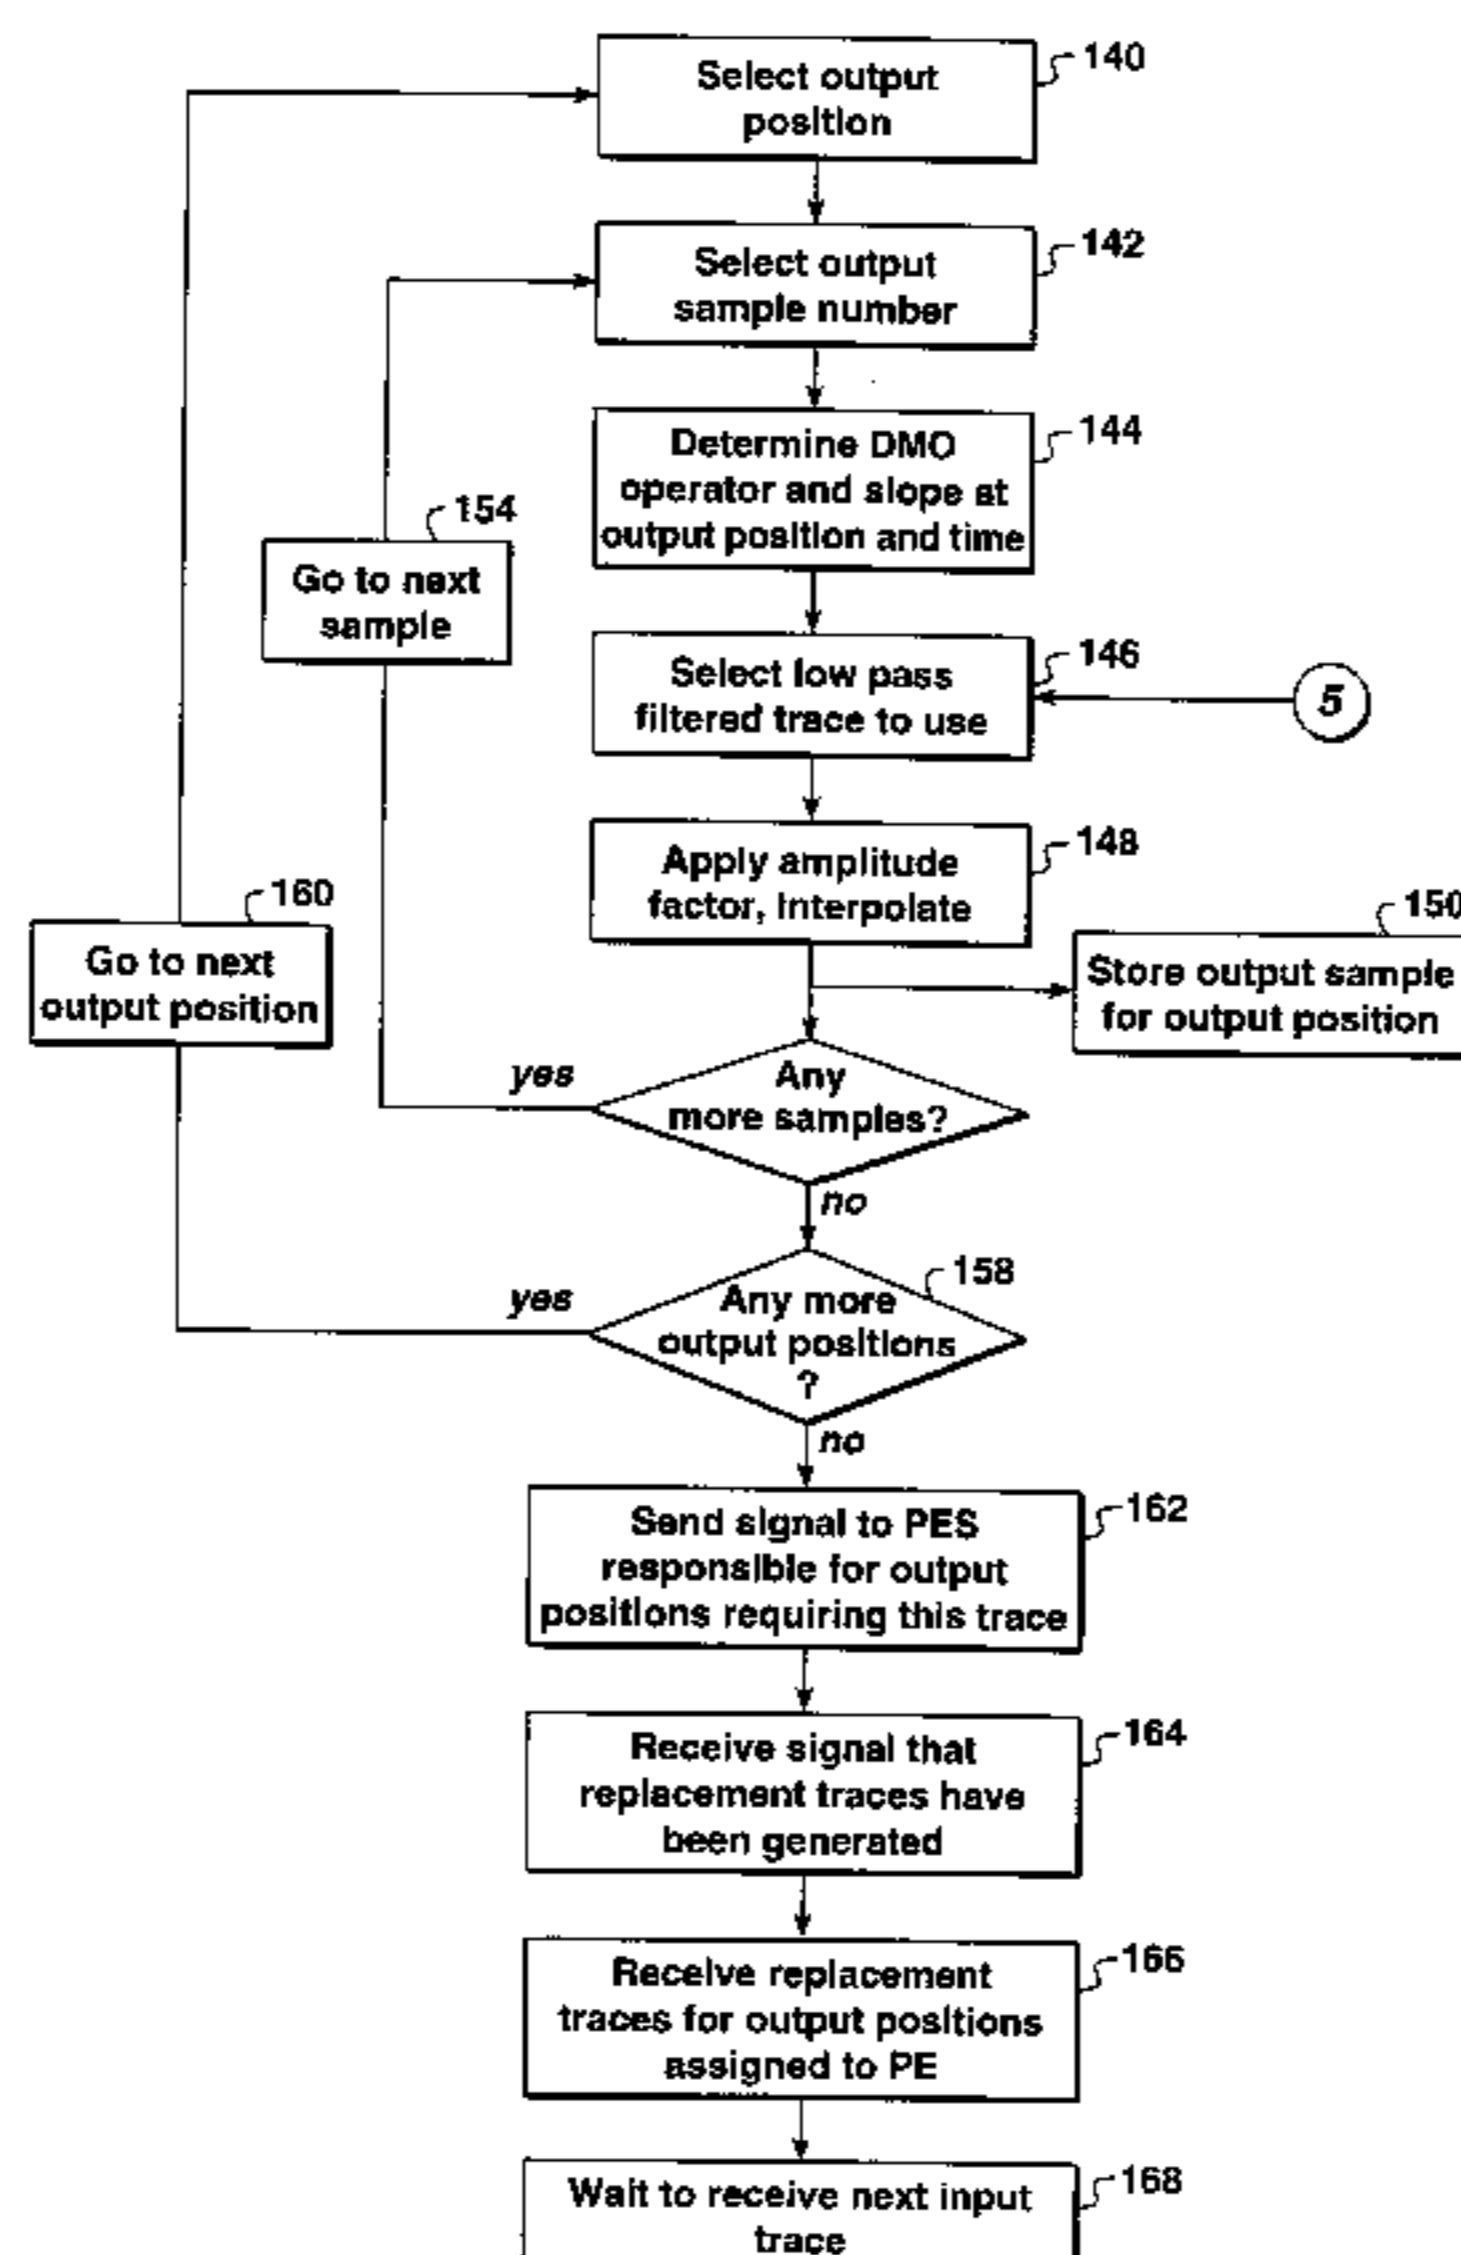 140
Select output
position
142
Select output
sample number
144
Determine DMO
operator and slope at
output position and time
154
Go to next
sample
146
Select low pass
filtered trace to use
5
148
Apply amplitude
factor, interpolate
160
Go to next
output position
150
Store output sample
for output position
yes
Any
more samples?
no
158
yes
Any more
output positions
?
no
162
Send signal to PES
responsible for output
positions requiring this trace
164
Receive signal that
replacement traces have
been generated
166
Receive replacement
traces for output positions
assigned to PE
168
Wait to receive next input
trace